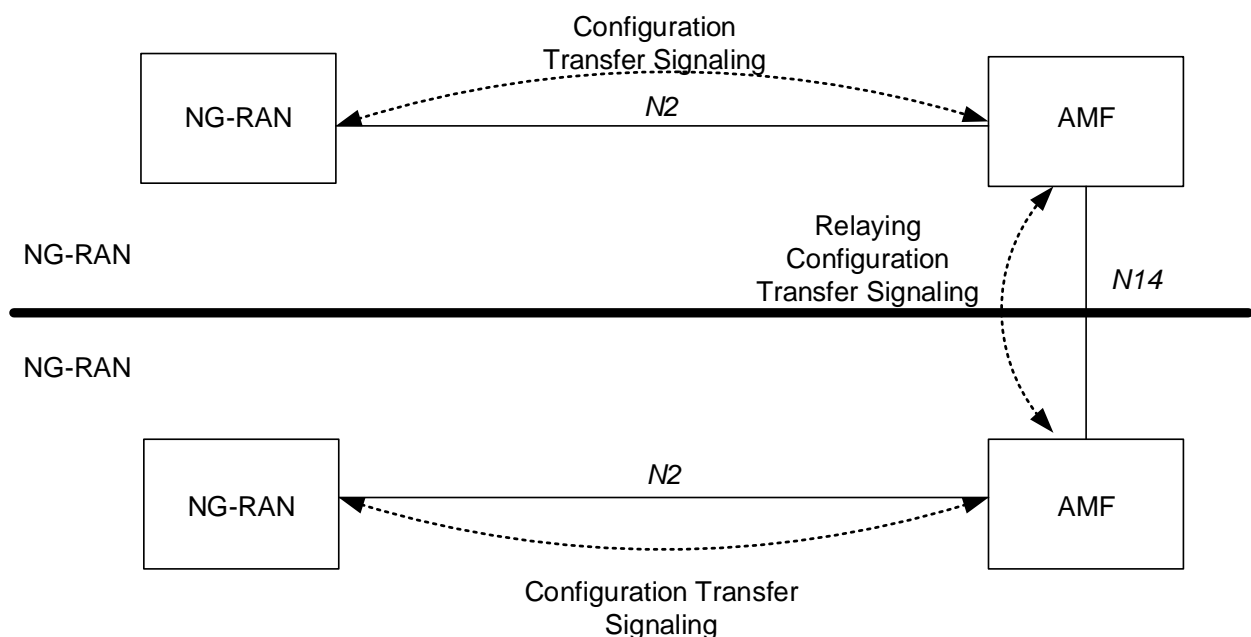 Configuration
Transfer Signaling
NG-RAN
N2
AMF
NG-RAN
Relaying
Configuration
Transfer Signaling
N14
NG-RAN
NG-RAN
N2
AMF
Configuration Transfer
Signaling